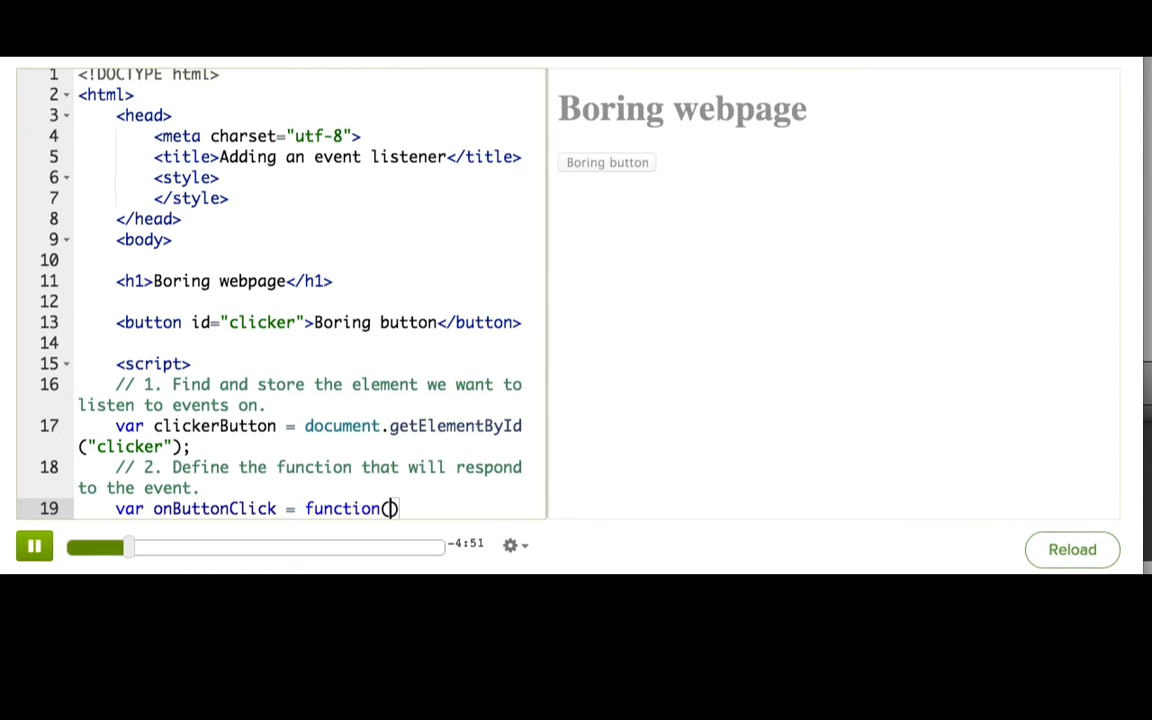 1 <!DOCTYPE html>
2 <html>
3 <head>
4 <meta charset="utf-8">
5 <title>Adding an event listener</title>
6 <style>
7 </style>
8 </head>
9 <body>
10
11 <h1>Boring webpage</h1>
12
13 <button id="clicker">Boring button</button>
14
15 <script>
16 // 1. Find and store the element we want to
listen to events on.
17 var clickerButton = document.getElementById
("clicker");
18 // 2. Define the function that will respond
to the event.
19 var onButtonClick = function()
Boring webpage
Boring button
-4:51
Reload